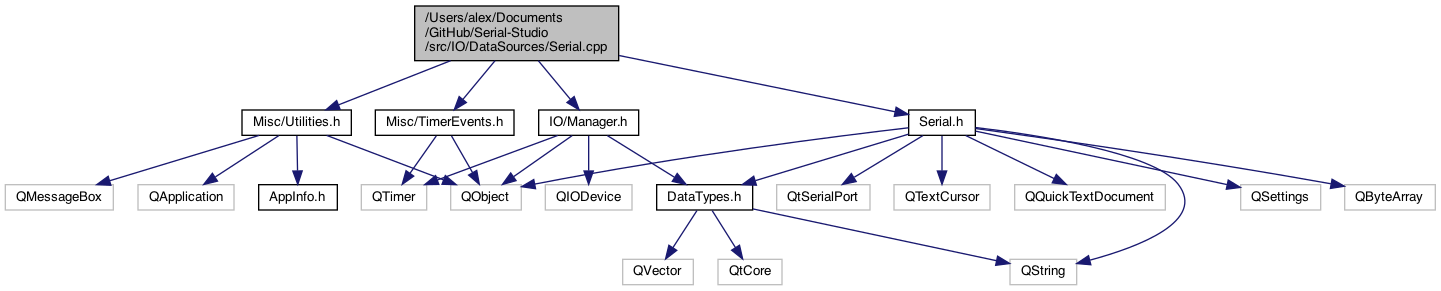 /Users/alex/Documents
/GitHub/Serial-Studio
/src/IO/DataSources/Serial.cpp
Misc/Utilities.h
Misc/TimerEvents.h
IO/Manager.h
Serial.h
QMessageBox
QApplication
AppInfo.h
QTimer
QObject
QIODevice
DataTypes.h
QtSerialPort
QTextCursor
QQuickTextDocument
QSettings
QByteArray
QVector
QtCore
QString